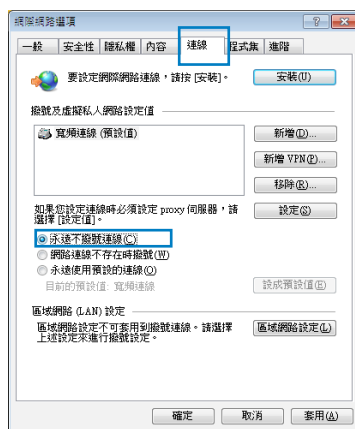 網際網路選項
一般 安全性 隱私權 內容 連線 程式集 進階
要設定網際網路連線，請按 [安裝]。 安裝(U)
撥號及虛擬私人網路設定值
寬頻連線 (預設值)
新增(D)...
新增 VPN(P)...
移除(R)...
如果您設定連線時必須設定 proxy 伺服器，請
選擇 [設定值]。
設定(S)
永遠不撥號連線(C)
網路連線不存在時撥號(W)
永遠使用預設的連線(O)
目前的預設值: 寬頻連線
設成預設值(E)
區域網路 (LAN) 設定
區域網路設定不可套用到撥號連線。請選擇
上述設定來進行撥號設定。
區域網路設定(L)
確定 取消 套用(A)